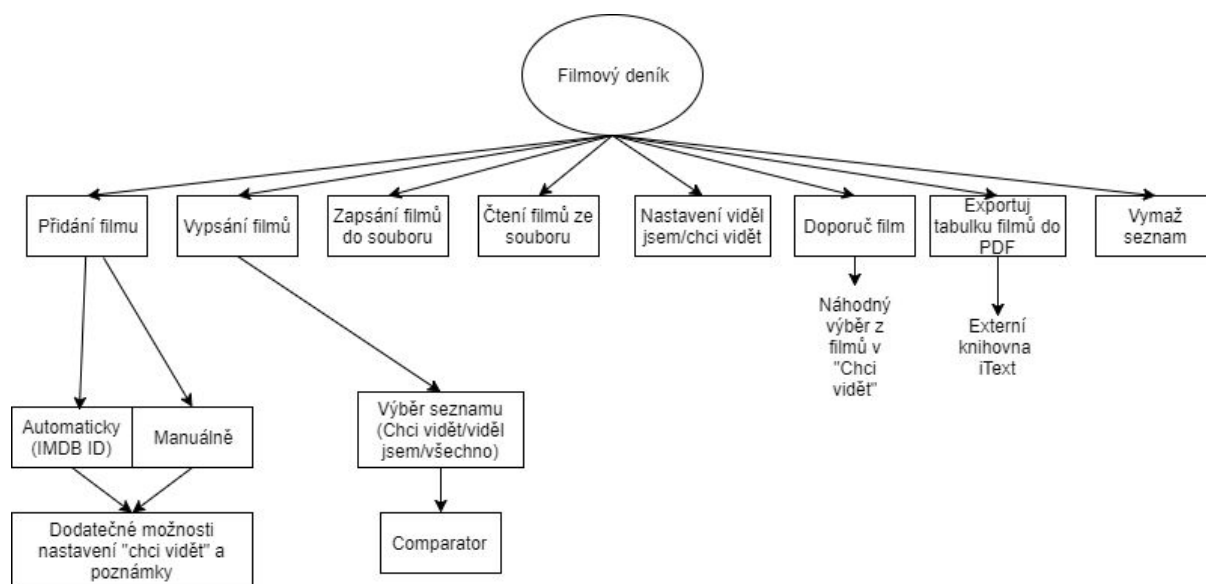 Filmový deník
Přidání filmu
Vypsání filmů
Zapsání filmů
do souboru
Čtení filmů ze
souboru
Nastavení viděl
jsem/chci vidět
Doporuč film
Exportuj
tabulku filmů do
PDF
Vymaž
seznam
Náhodný
výběr z
filmů v
"Chci
vidět"
Externí
knihovna
iText
Automaticky
(IMDB ID)
Manuálně
Výběr seznamu
(Chci vidět/viděl
jsem/všechno)
Dodatečné možnosti
nastavení "chci vidět" a
poznámky
Comparator